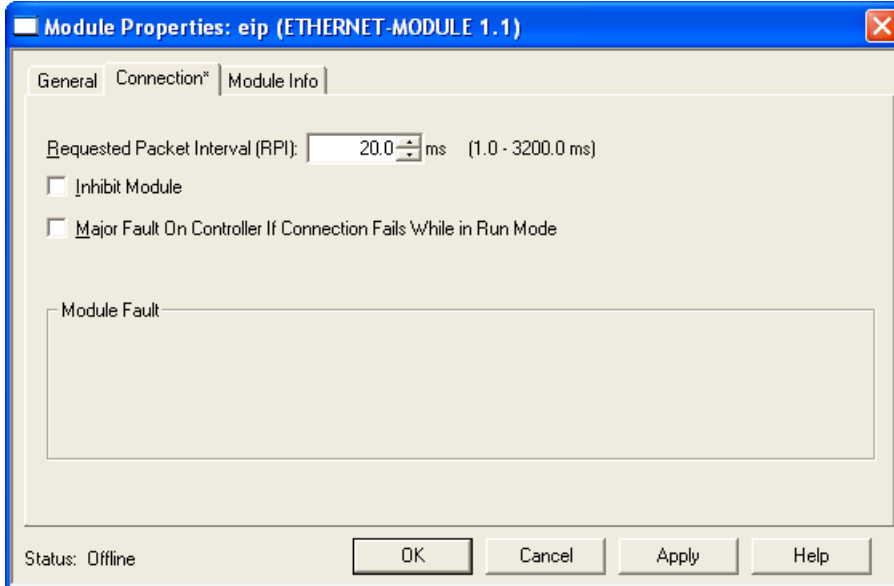 Module Properties: eip (ETHERNET-MODULE 1.1)
General Connection* Module Info
Requested Packet Interval (RPI): 20.0 ms (1.0 - 3200.0 ms)
Inhibit Module
Major Fault On Controller If Connection Fails While in Run Mode
Module Fault
Status: Offline OK Cancel Apply Help